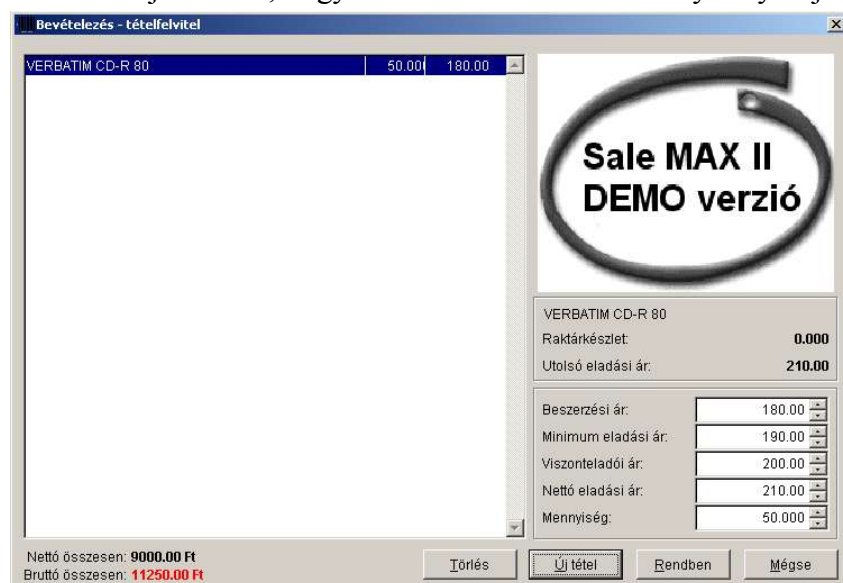 Bevételezés - tételfelvitel
VERBATIM CD-R 80 50.00 180.00
Sale MAX II
DEMO verzió
VERBATIM CD-R 80
Raktárkészlet: 0.000
Utolsó eladási ár: 210.00
Beszerzési ár: 180.00
Minimum eladási ár: 190.00
Viszonteladói ár: 200.00
Nettó eladási ár: 210.00
Mennyiség: 50.000
Nettó összesen: 9000.00 Ft
Bruttó összesen: 11250.00 Ft
Törlés Új tétel Rendben Mégse